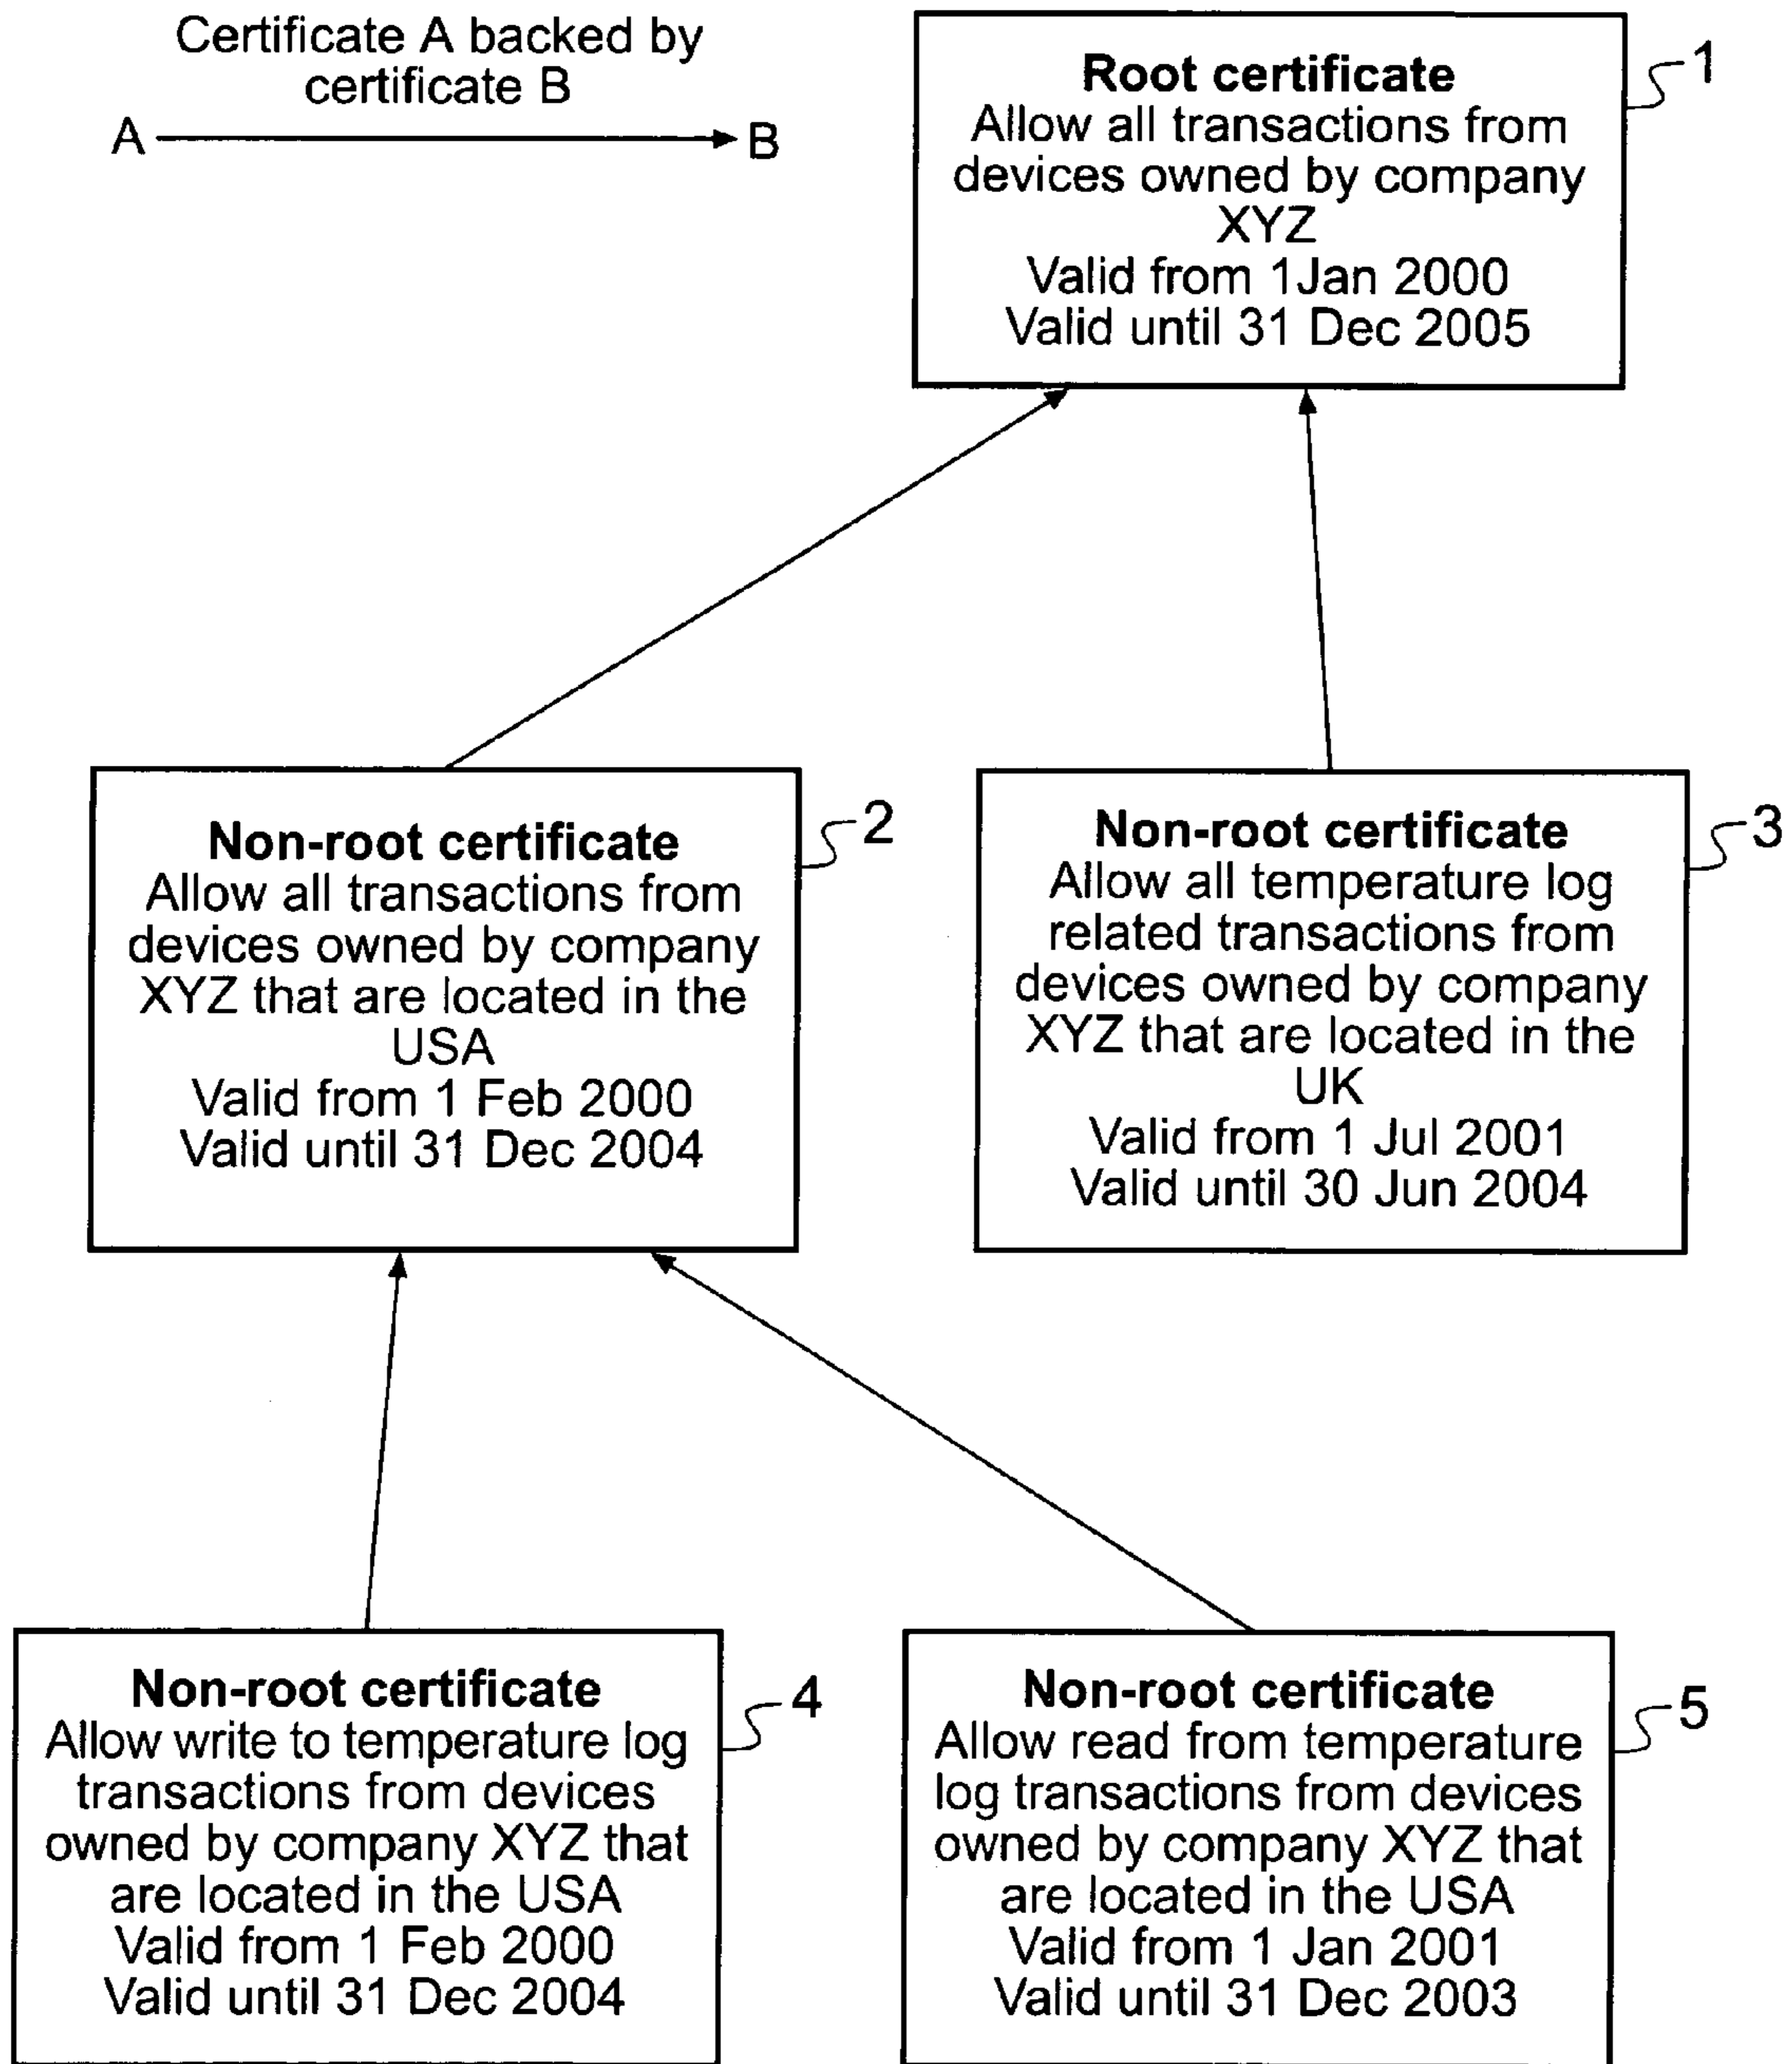 Certificate A backed by
certificate B
A
B
Root certificate
Allow all transactions from
devices owned by company
XYZ
Valid from 1Jan 2000
Valid until 31 Dec 2005
1
Non-root certificate
Allow all transactions from
devices owned by company
XYZ that are located in the
USA
Valid from 1 Feb 2000
Valid until 31 Dec 2004
2
Non-root certificate
Allow all temperature log
related transactions from
devices owned by company
XYZ that are located in the
UK
Valid from 1 Jul 2001
Valid until 30 Jun 2004
3
Non-root certificate
Allow write to temperature log
transactions from devices
owned by company XYZ that
are located in the USA
Valid from 1 Feb 2000
Valid until 31 Dec 2004
4
Non-root certificate
Allow read from temperature
log transactions from devices
owned by company XYZ that
are located in the USA
Valid from 1 Jan 2001
Valid until 31 Dec 2003
5